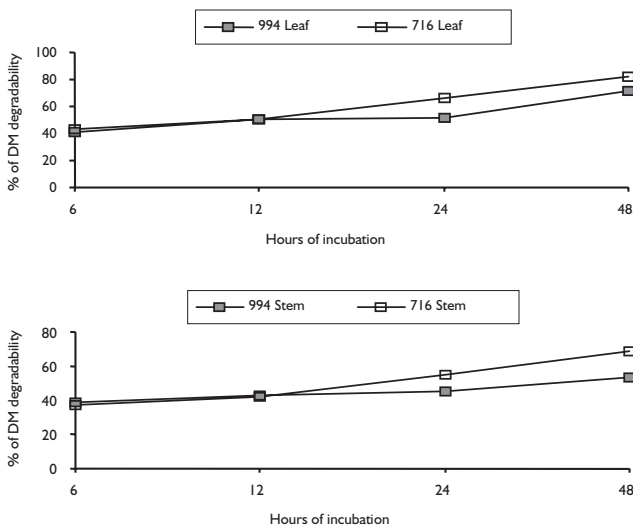 994 Leaf 716 Leaf
100
80
60
40
20
0
% of DM degradability
6 12 24 48
Hours of incubation
994 Stem 716 Stem
80
60
40
20
0
% of DM degradability
6 12 24 48
Hours of incubation